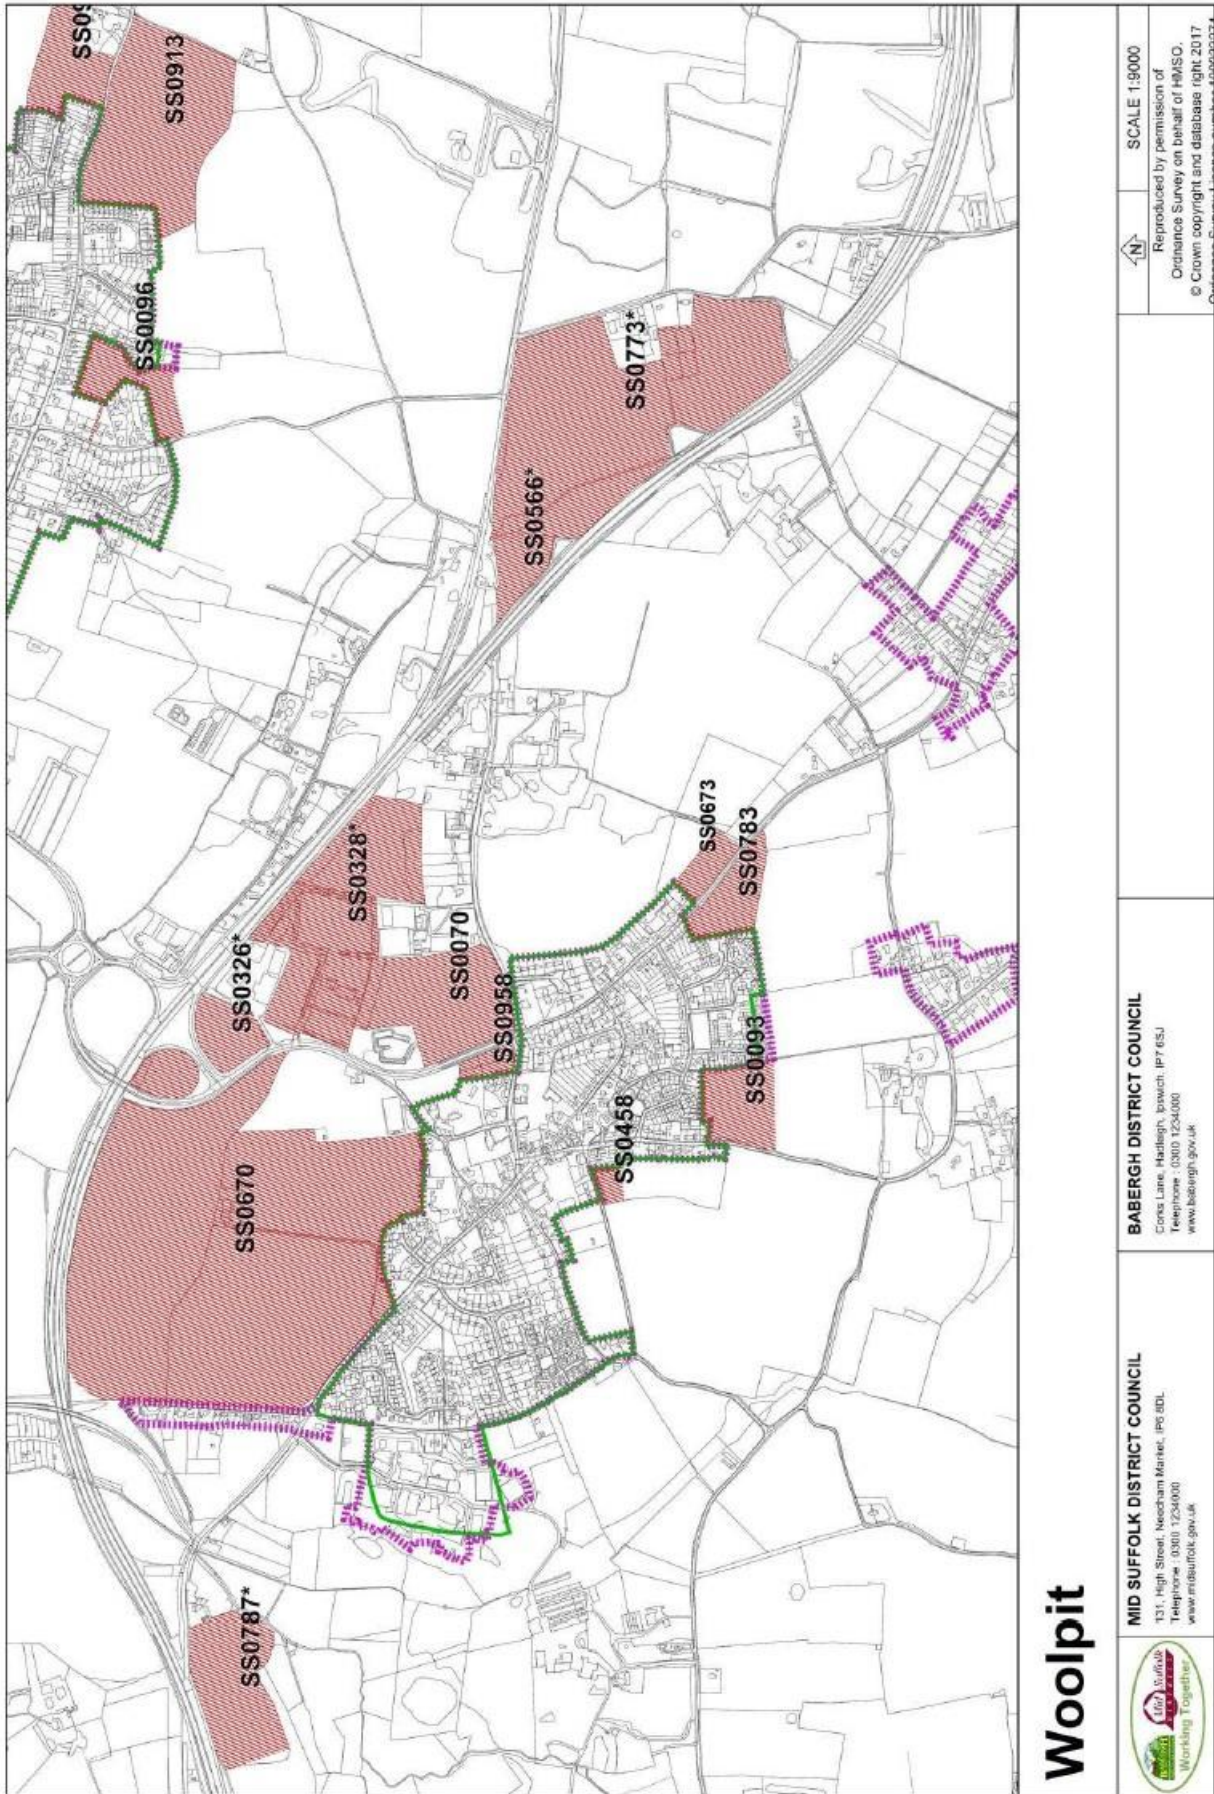 SS09
SS0913
SS0096
SS0773*
SS0566*
SS0328*
SS0326*
SS0070
SS0958
SS0673
SS0783
SS0093
SS0458
SS0670
SS0787*
Woolpit
Working Together
MID SUFFOLK DISTRICT COUNCIL
131, High Street, Needham Market, IP6 8DL
Telephone : 0300 1234000
www.midsuffolk.gov.uk
BABERGH DISTRICT COUNCIL
Corks Lane, Hadleigh, Ipswich, IP7 6SJ
Telephone : 0300 1234000
www.babergh.gov.uk
N
SCALE 1:9000
Reproduced by permission of
Ordnance Survey on behalf of HMSO.
© Crown copyright and database right 2017